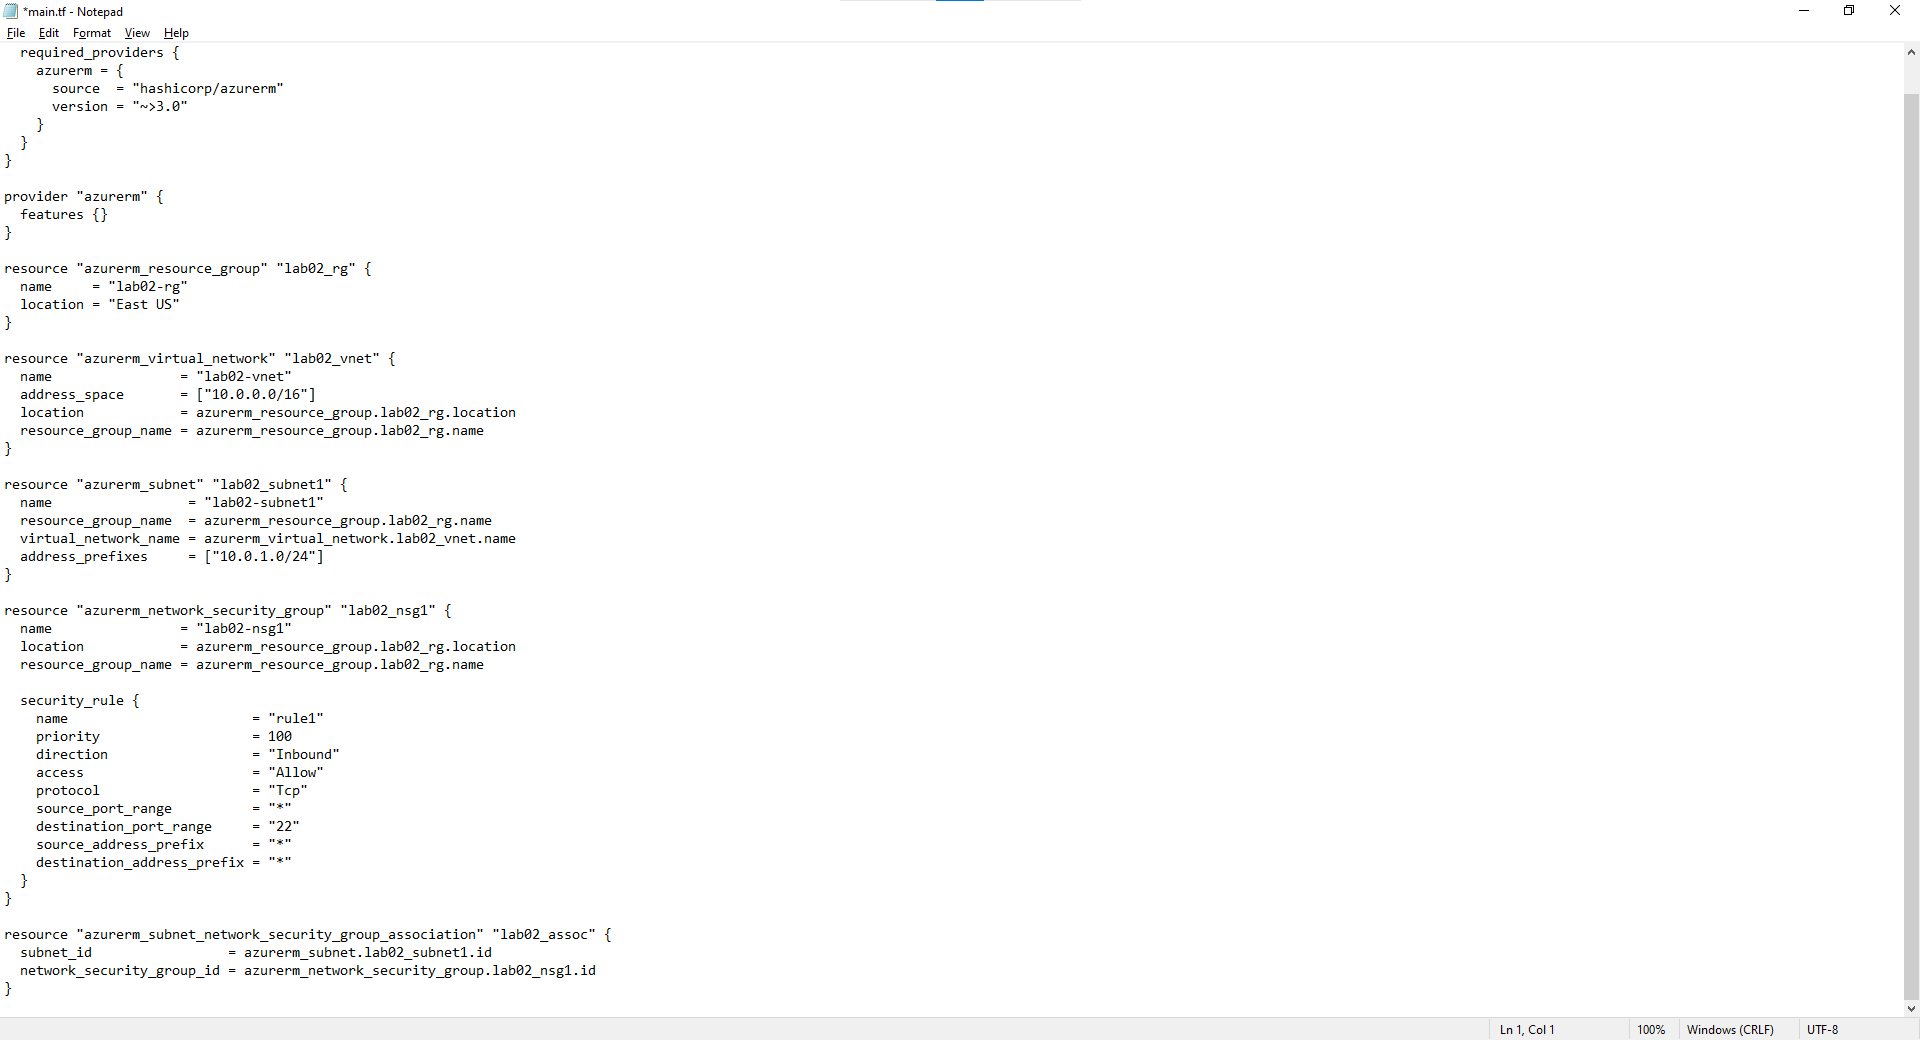 *main.tf - Notepad
File Edit Format View Help
  required_providers {
    azurerm = {
      source  = "hashicorp/azurerm"
      version = "~>3.0"
    }
  }
}

provider "azurerm" {
  features {}
}

resource "azurerm_resource_group" "lab02_rg" {
  name     = "lab02-rg"
  location = "East US"
}

resource "azurerm_virtual_network" "lab02_vnet" {
  name                = "lab02-vnet"
  address_space       = ["10.0.0.0/16"]
  location            = azurerm_resource_group.lab02_rg.location
  resource_group_name = azurerm_resource_group.lab02_rg.name
}

resource "azurerm_subnet" "lab02_subnet1" {
  name                 = "lab02-subnet1"
  resource_group_name  = azurerm_resource_group.lab02_rg.name
  virtual_network_name = azurerm_virtual_network.lab02_vnet.name
  address_prefixes     = ["10.0.1.0/24"]
}

resource "azurerm_network_security_group" "lab02_nsg1" {
  name                = "lab02-nsg1"
  location            = azurerm_resource_group.lab02_rg.location
  resource_group_name = azurerm_resource_group.lab02_rg.name

  security_rule {
    name                       = "rule1"
    priority                   = 100
    direction                  = "Inbound"
    access                     = "Allow"
    protocol                   = "Tcp"
    source_port_range          = "*"
    destination_port_range     = "22"
    source_address_prefix      = "*"
    destination_address_prefix = "*"
  }
}

resource "azurerm_subnet_network_security_group_association" "lab02_assoc" {
  subnet_id                 = azurerm_subnet.lab02_subnet1.id
  network_security_group_id = azurerm_network_security_group.lab02_nsg1.id
}
Ln 1, Col 1 100% Windows (CRLF) UTF-8